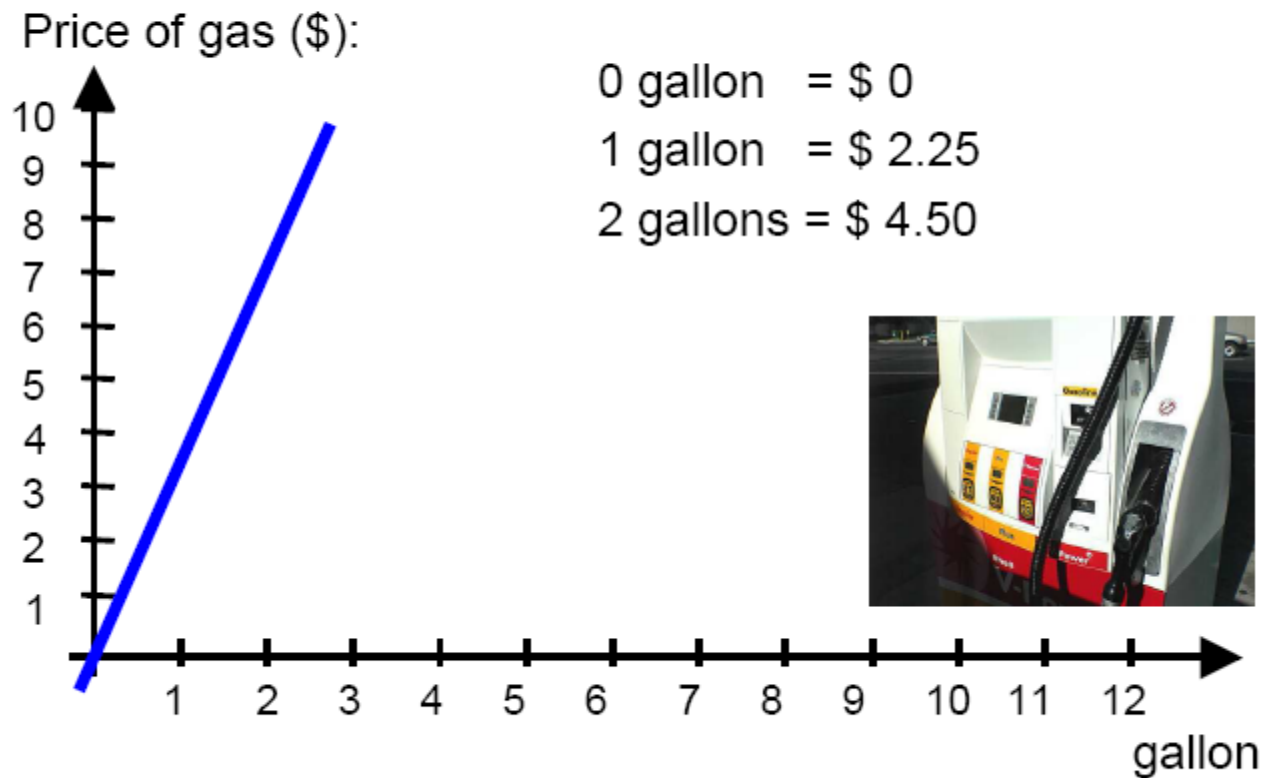 Price of gas ($):
0 gallon = $ 0
1 gallon = $ 2.25
2 gallons = $ 4.50
10
9
8
7
6
5
4
3
2
1
1 2 3 4 5 6 7 8 9 10 11 12
gallon
Power